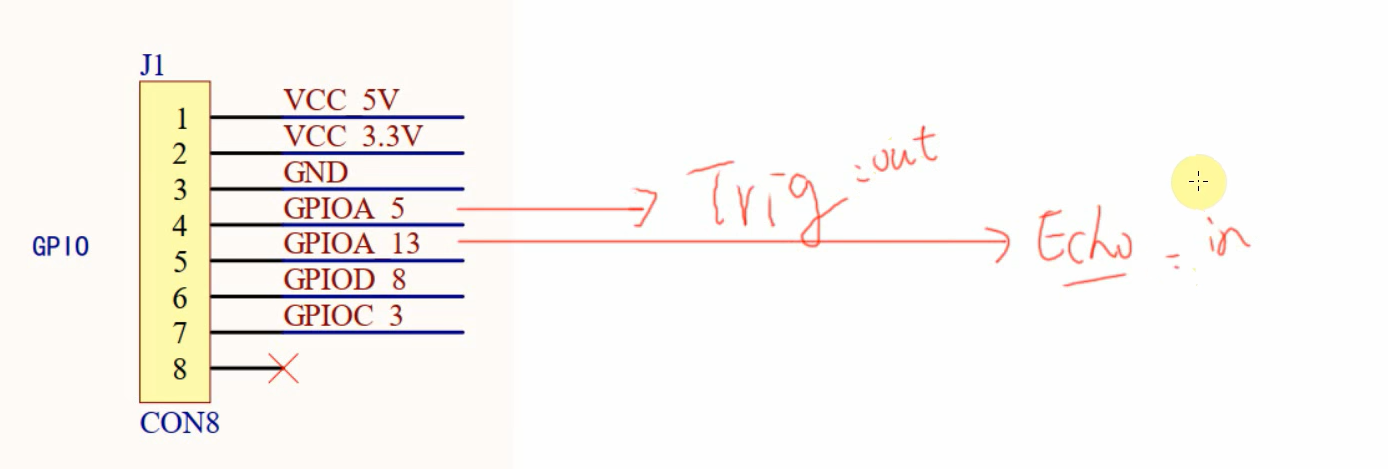 J1
1 VCC 5V
2 VCC 3.3V
3 GND
4 GPIOA 5 Trig :out
5 GPIOA 13 Echo = in
6 GPIOD 8
7 GPIOC 3
8
GPIO
CON8